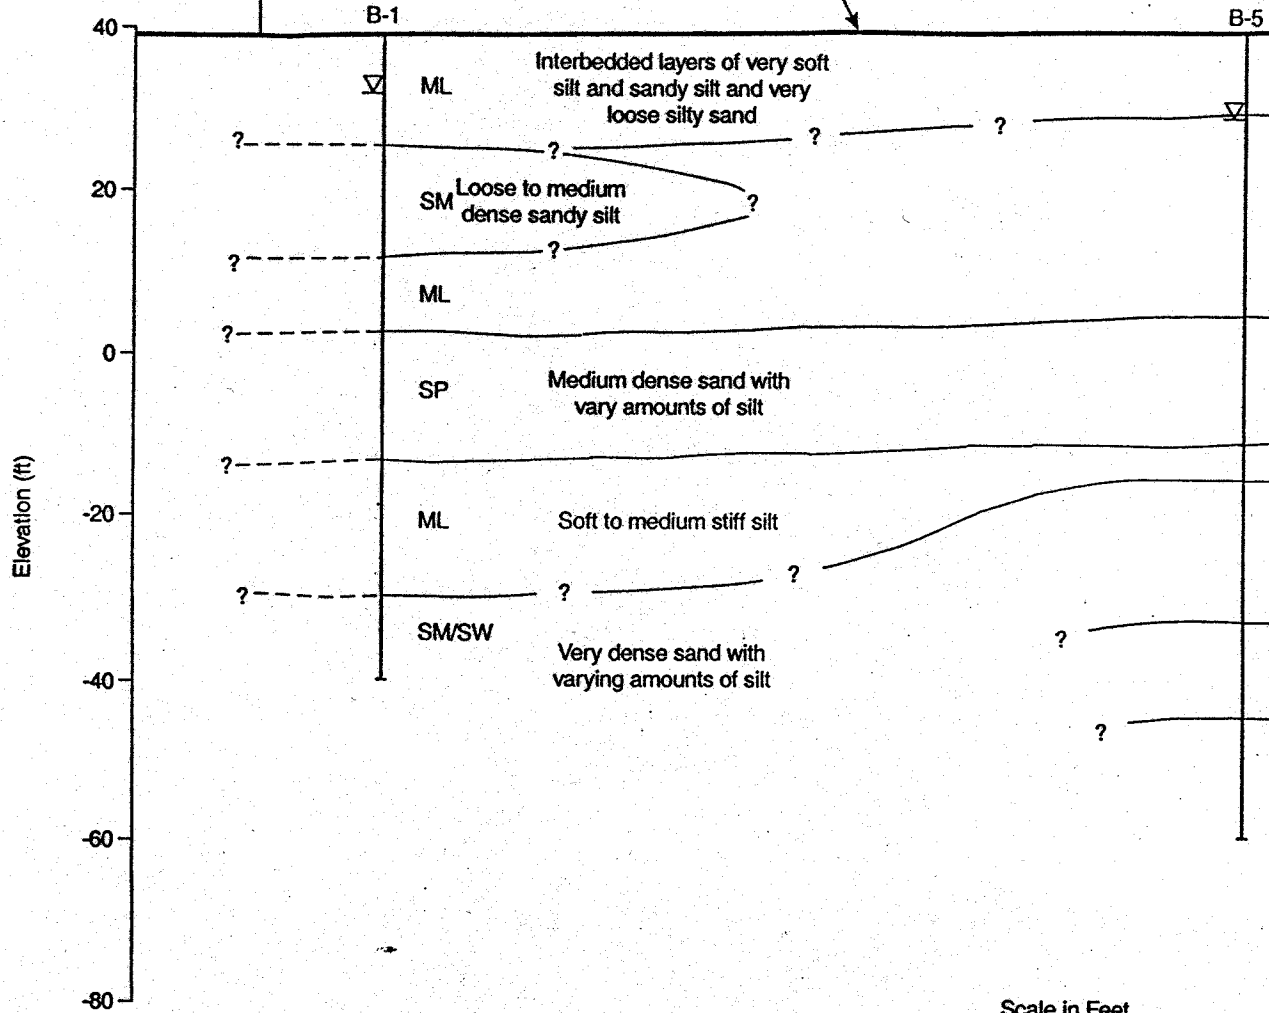 B-1
B-5
40
Interbedded layers of very soft
silt and sandy silt and very
loose silty sand
ML
?
?
?
?
20
SM
Loose to medium
dense sandy silt
?
?
?
ML
?
0
SP
Medium dense sand with
vary amounts of silt
?
Elevation (ft)
-20
ML
Soft to medium stiff silt
?
?
?
SM/SW
?
Very dense sand with
varying amounts of silt
-40
?
-60
-80
Scale in Feet